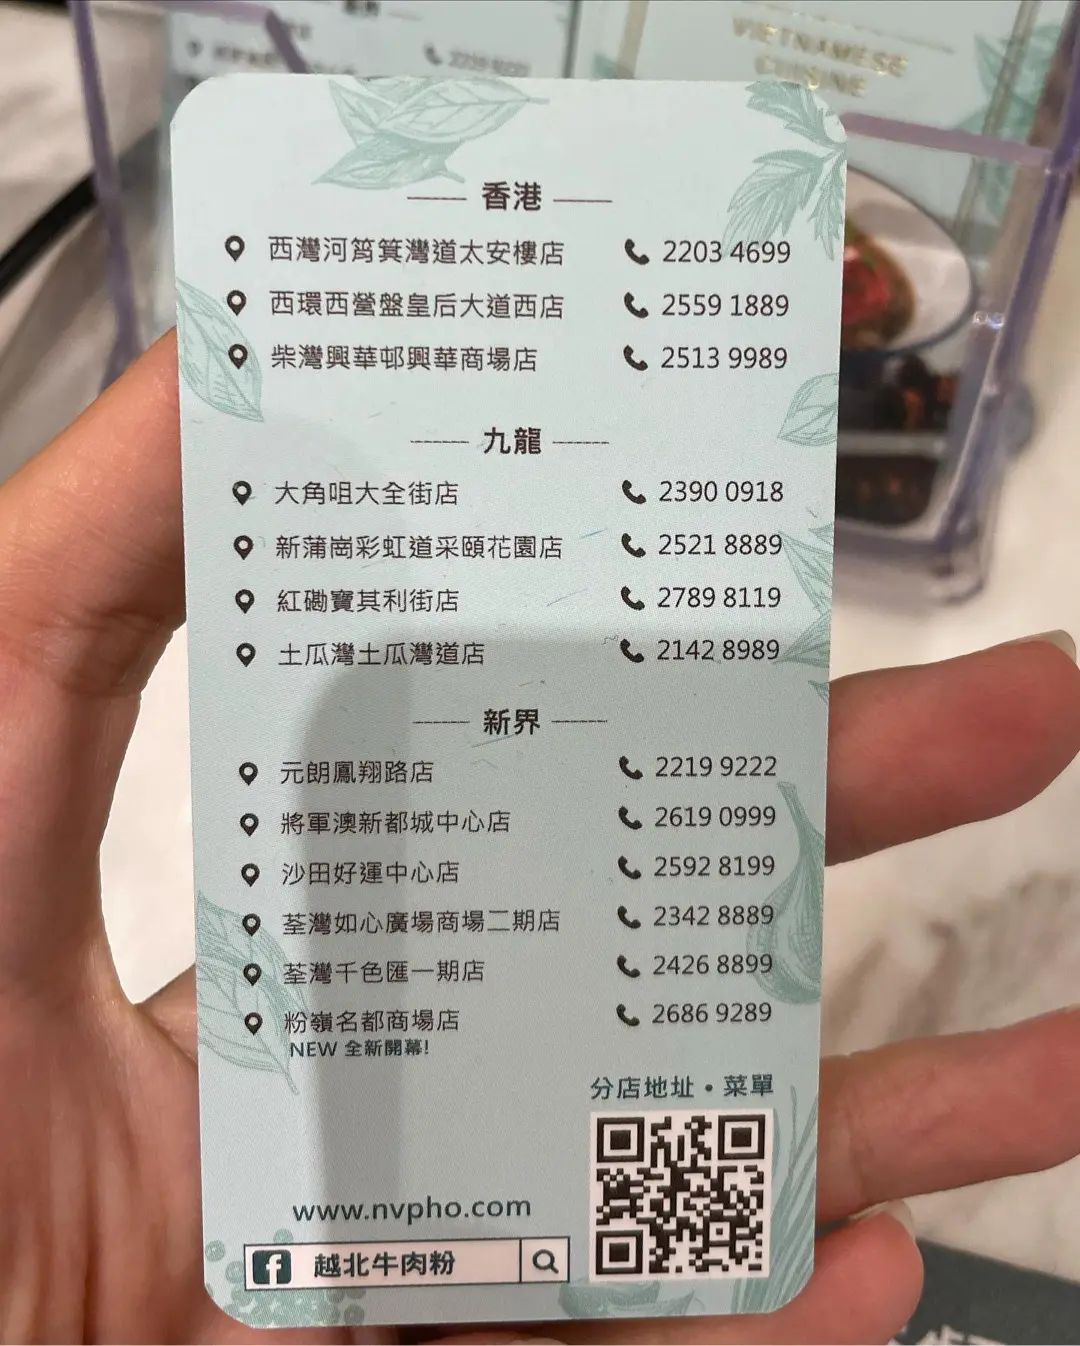 VIETNAMESE
CUISINE
香港
西灣河筲箕灣道太安樓店 2203 4699
西環西營盤皇后大道西店 2559 1889
柴灣興華邨興華商場店 2513 9989
九龍
大角咀大全街店 2390 0918
新蒲崗彩虹道采頤花園店 2521 8889
紅磡寶其利街店 2789 8119
土瓜灣土瓜灣道店 2142 8989
新界
元朗鳳翔路店 2219 9222
將軍澳新都城中心店 2619 0999
沙田好運中心店 2592 8199
荃灣如心廣場商場二期店 2342 8889
荃灣千色匯一期店 2426 8899
粉嶺名都商場店 2686 9289
NEW 全新開幕!
分店地址・菜單
www.nvpho.com
f 越北牛肉粉